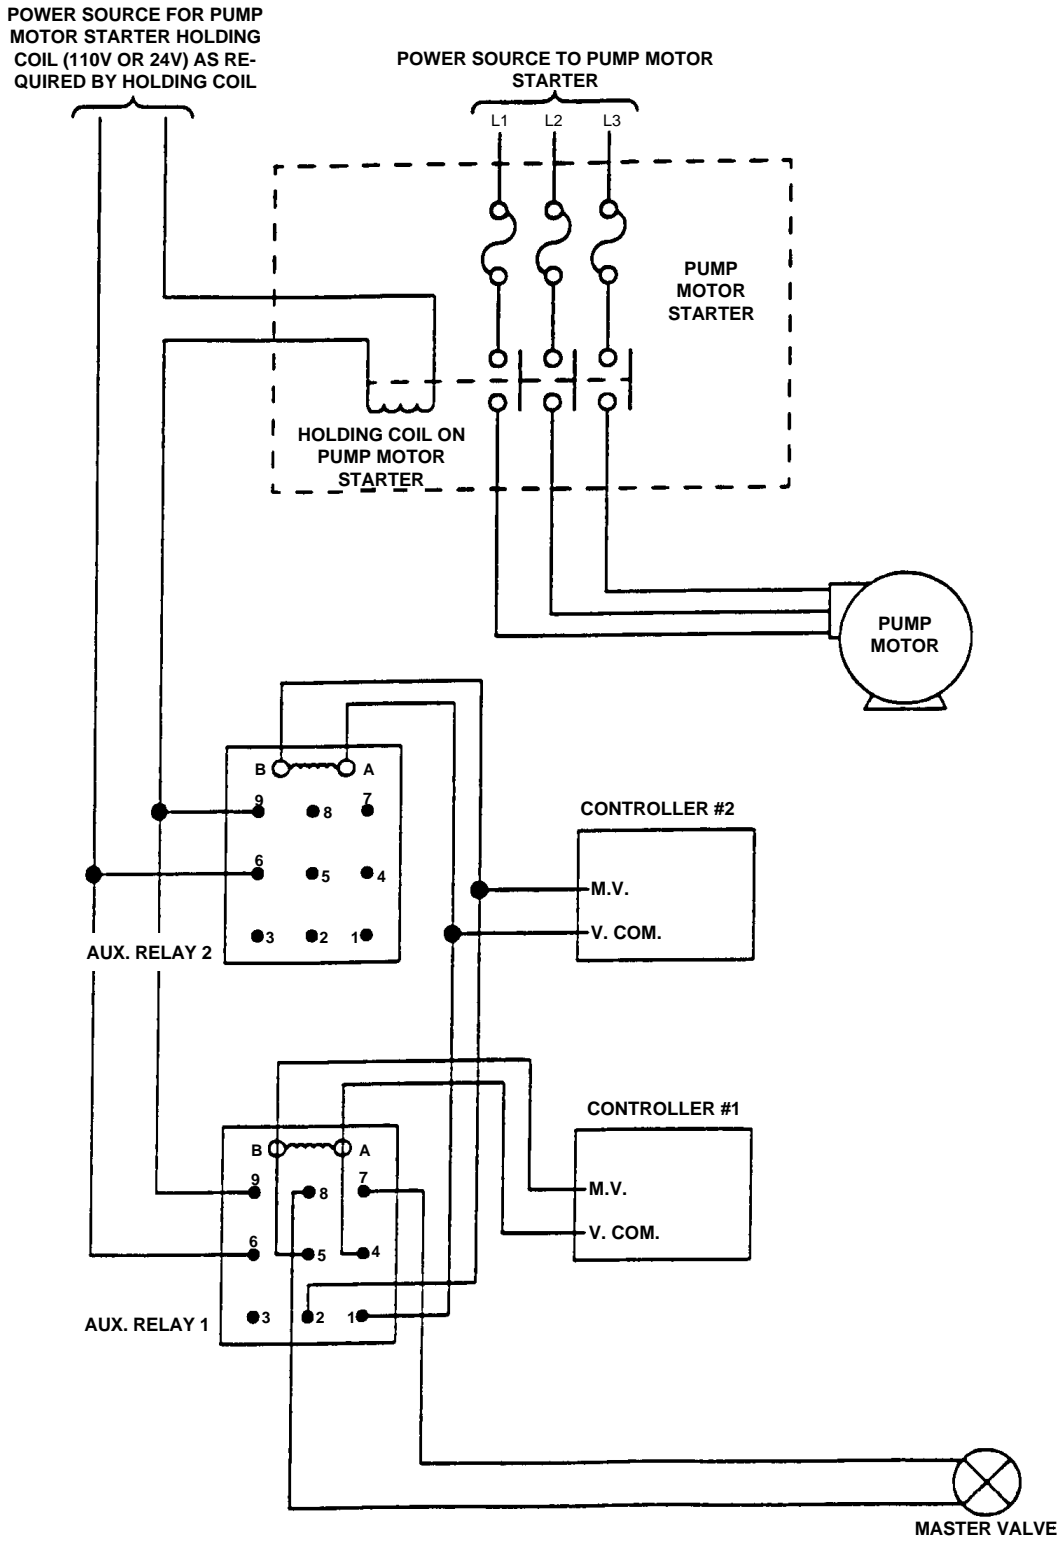 POWER SOURCE FOR PUMP
MOTOR STARTER HOLDING
COIL (110V OR 24V) AS RE-
QUIRED BY HOLDING COIL
POWER SOURCE TO PUMP MOTOR
STARTER
L1 L2 L3
PUMP
MOTOR
STARTER
HOLDING COIL ON
PUMP MOTOR
STARTER
PUMP
MOTOR
B A
9 8 7
6 5 4
3 2 1
AUX. RELAY 2
CONTROLLER #2
M.V.
V. COM.
B A
9 8 7
6 5 4
3 2 1
AUX. RELAY 1
CONTROLLER #1
M.V.
V. COM.
MASTER VALVE